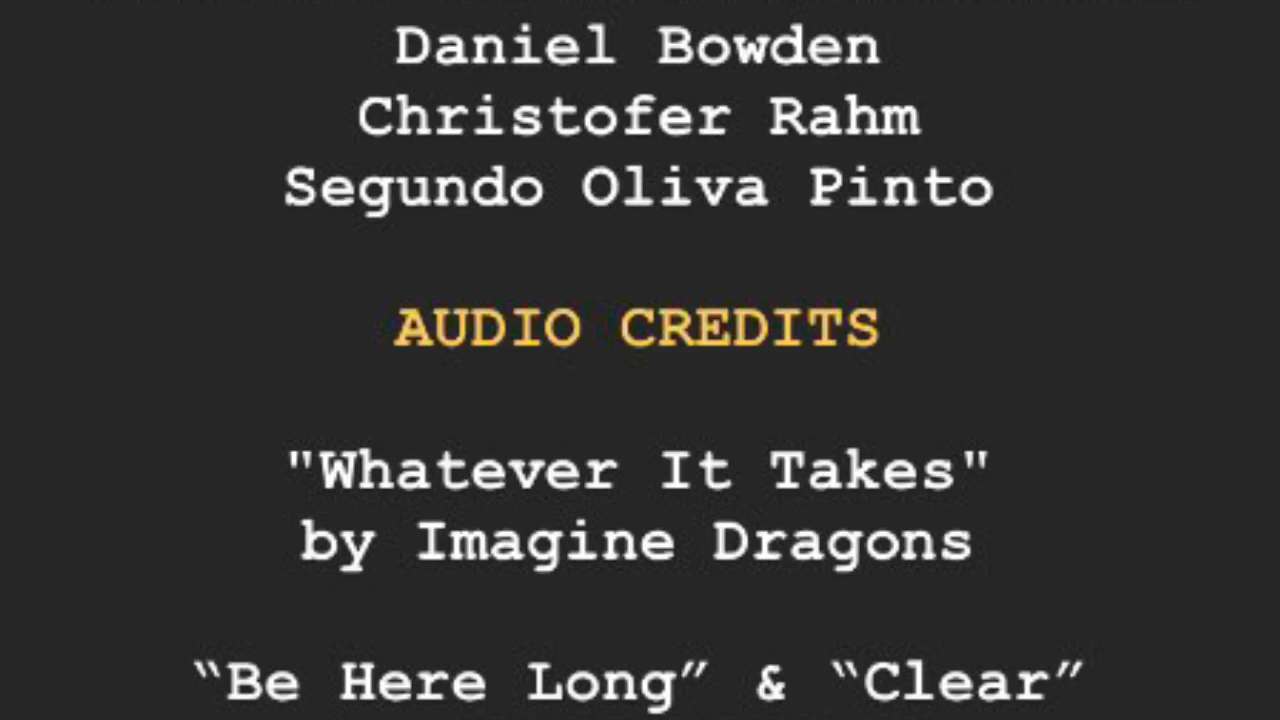 Daniel Bowden
Christofer Rahm
Segundo Oliva Pinto
AUDIO CREDITS
"Whatever It Takes"
by Imagine Dragons
“Be Here Long” & “Clear”